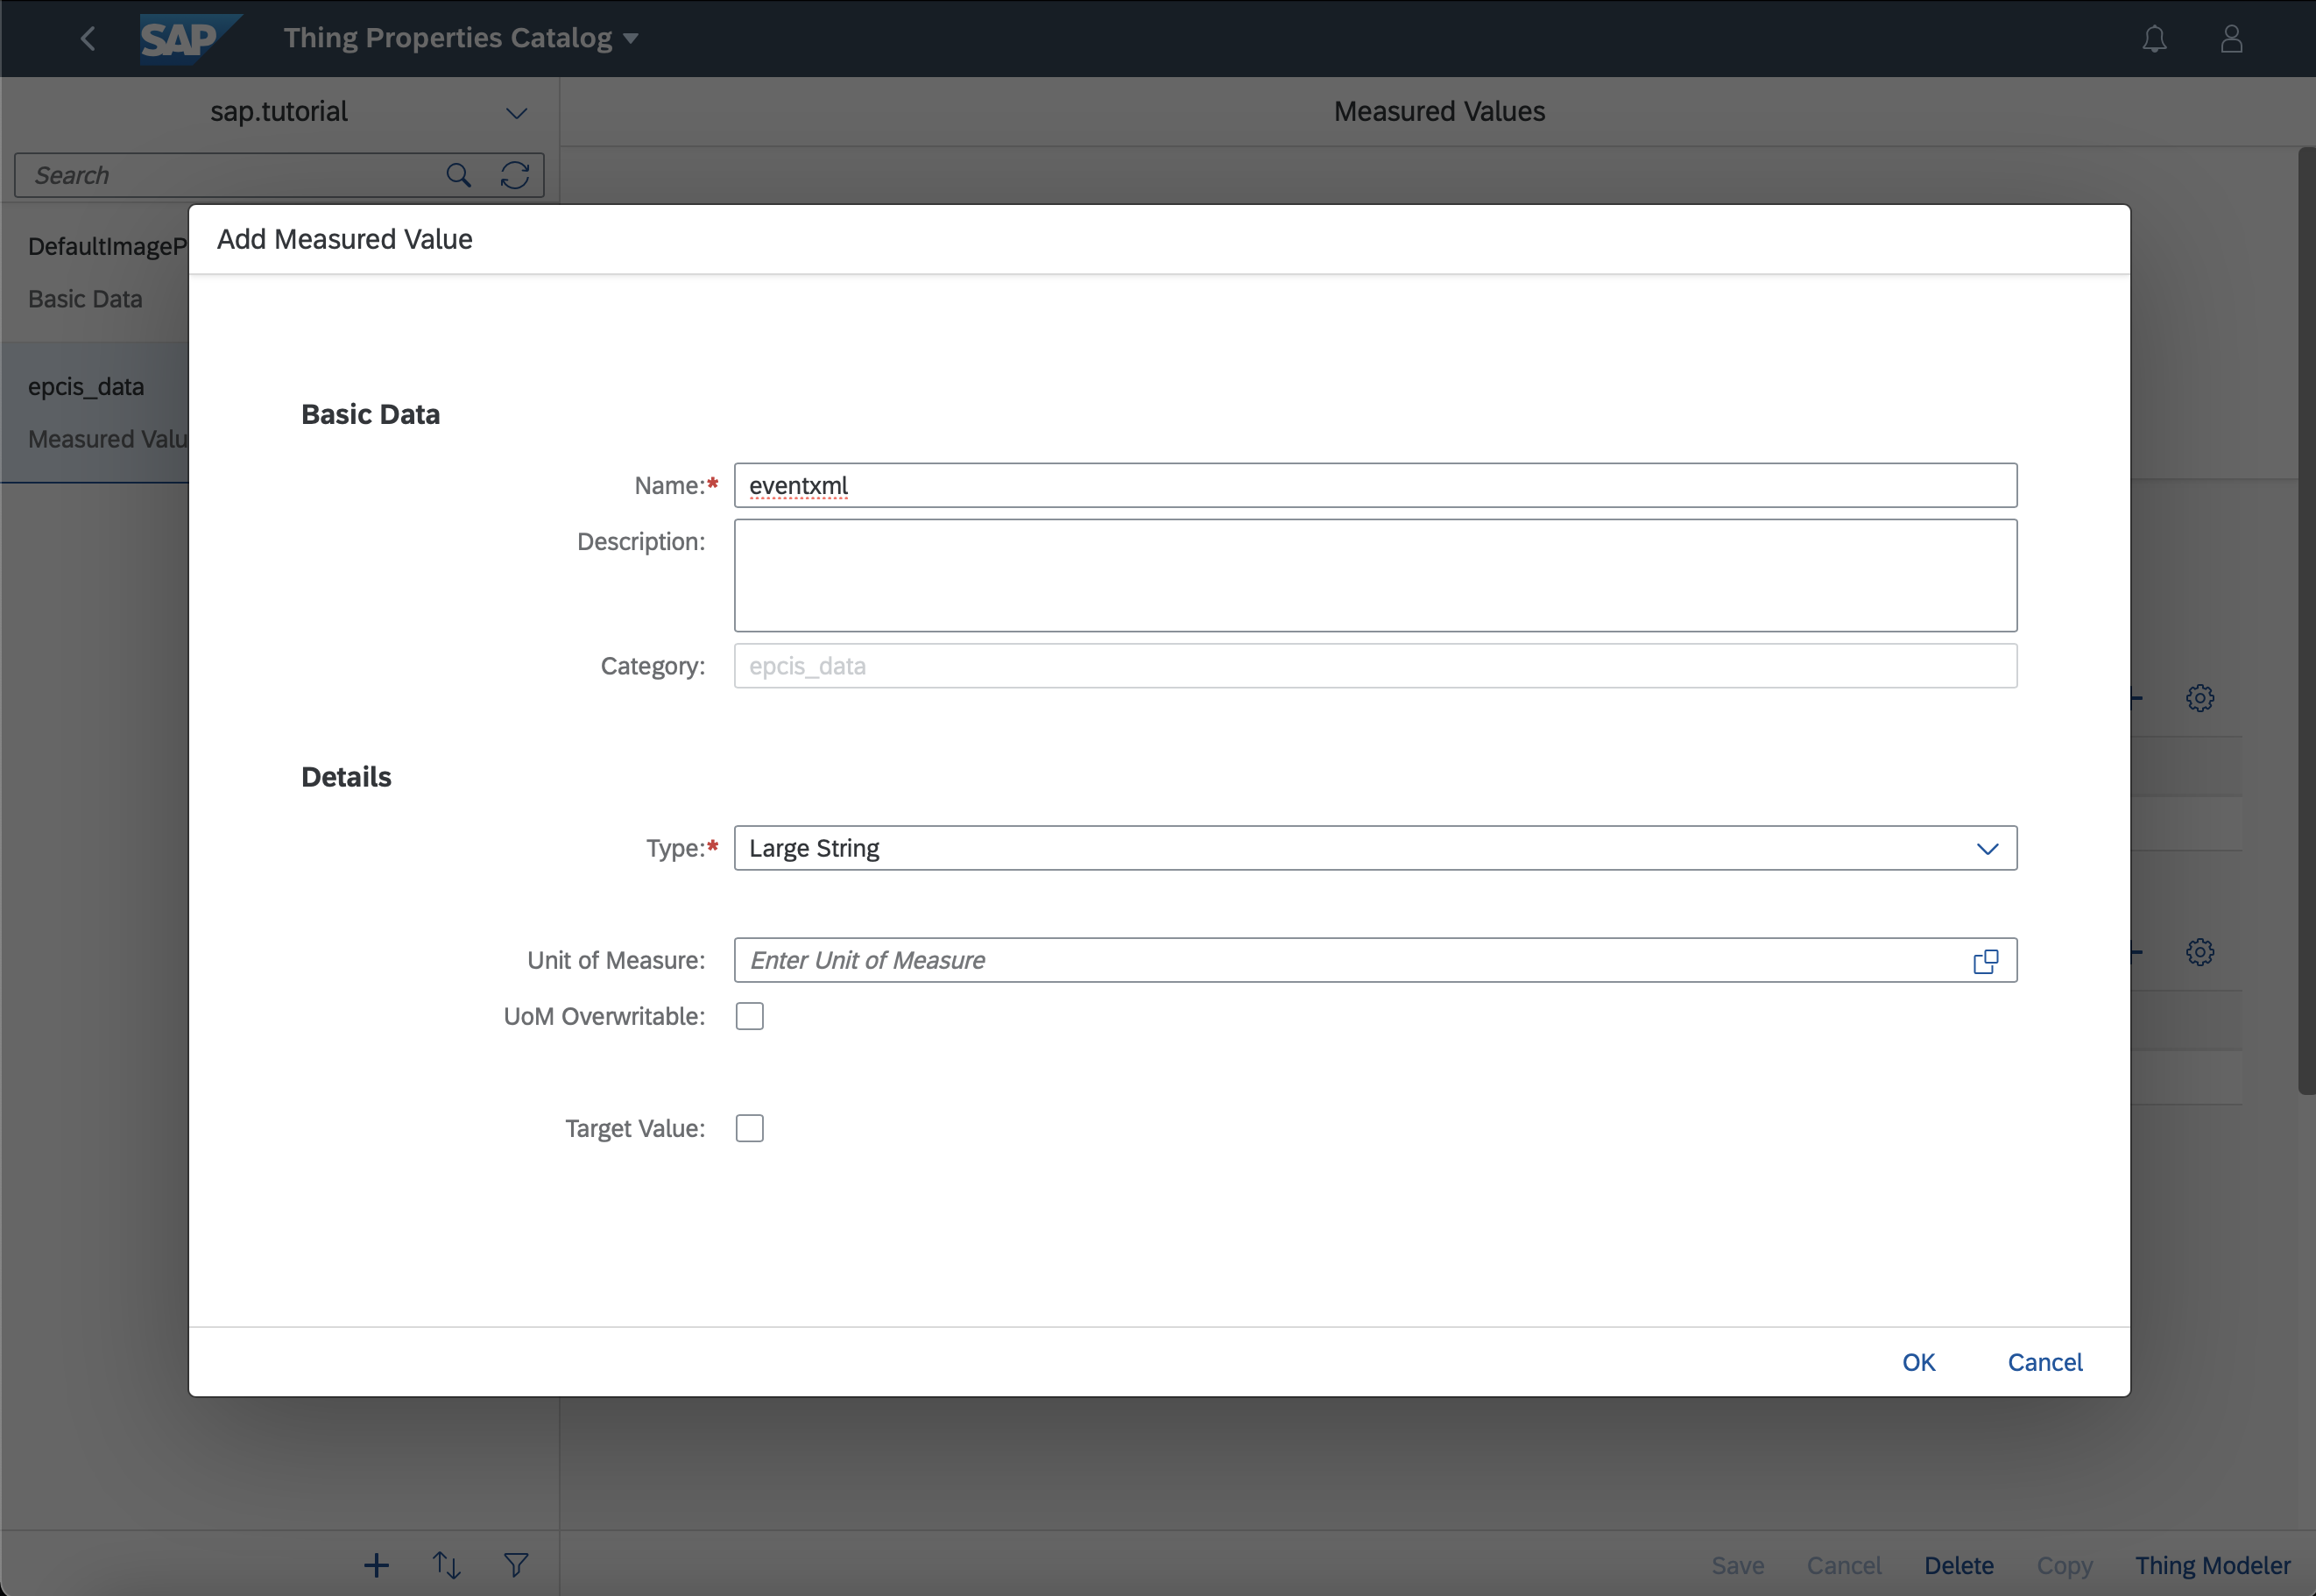 SAP Thing Properties Catalog
sap.tutorial
Measured Values
Search
DefaultImageP
Basic Data
epcis_data
Measured Valu
Add Measured Value
Basic Data
Name:* eventxml
Description:
Category: epcis_data
Details
Type:* Large String
Unit of Measure: Enter Unit of Measure
UoM Overwritable:
Target Value:
OK Cancel
Save Cancel Delete Copy Thing Modeler